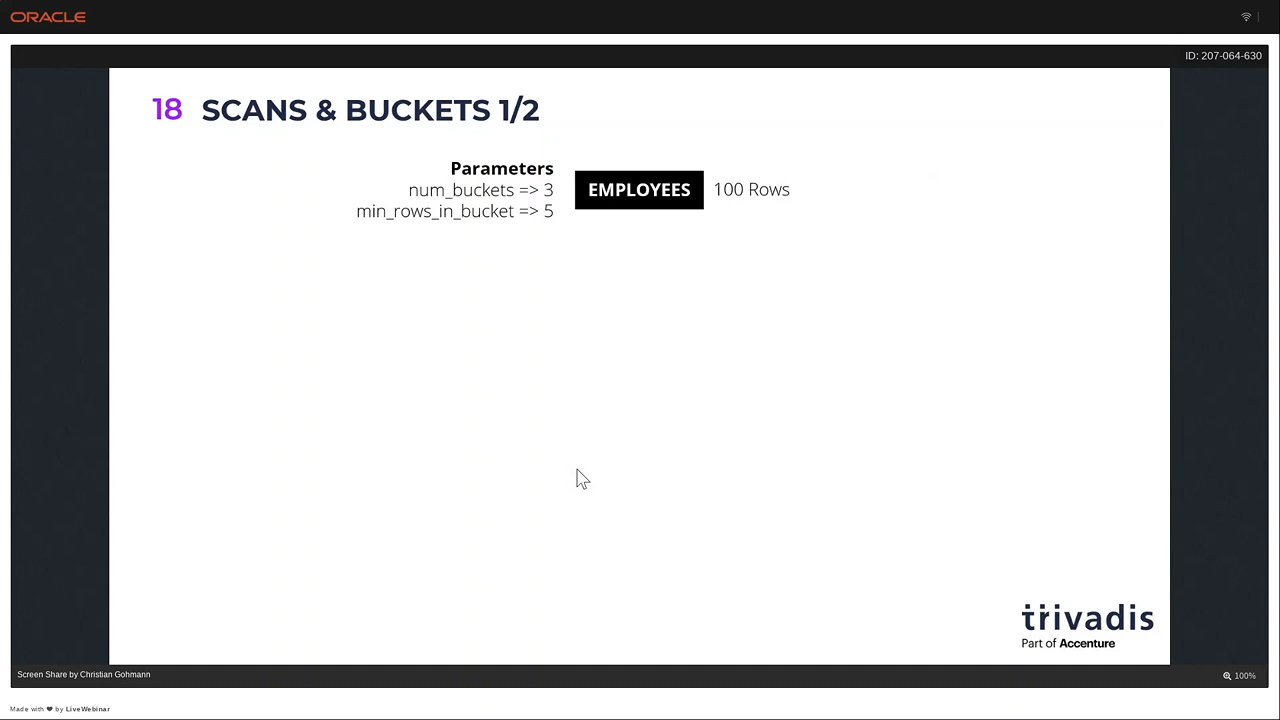 ORACLE
ID: 207-064-630
18 SCANS & BUCKETS 1/2
Parameters
num_buckets => 3
min_rows_in_bucket => 5
EMPLOYEES
100 Rows
trivadis
Part of Accenture
Screen Share by Christian Gohmann
100%
Made with ❤ by LiveWebinar